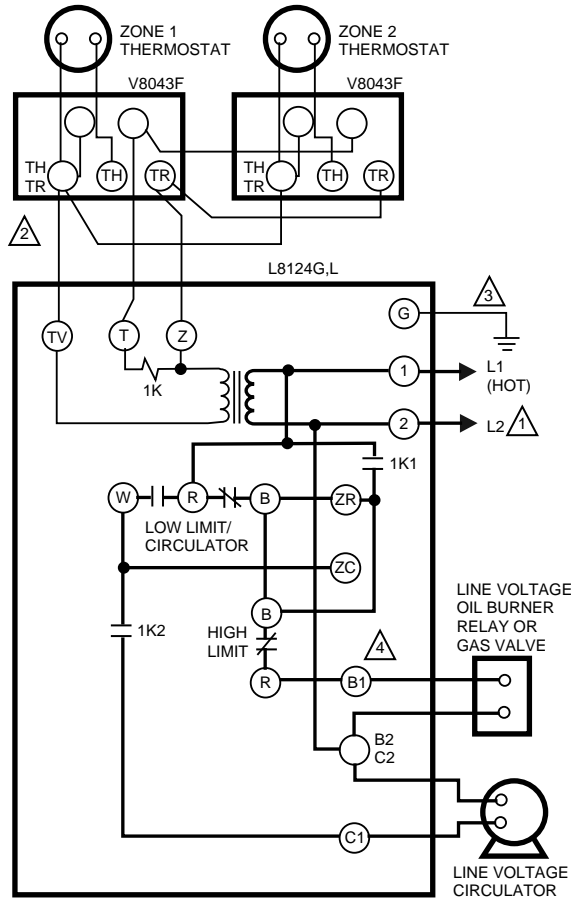 ZONE 1
THERMOSTAT
ZONE 2
THERMOSTAT
V8043F
V8043F
TH
TR
TH
TR
TH
TR
TH
TR
2
L8124G,L
3
G
TV
T
Z
1K
1
L1
(HOT)
2
L2
1
1K1
W
R
B
ZR
LOW LIMIT/
CIRCULATOR
ZC
1K2
B
HIGH
LIMIT
4
R
B1
LINE VOLTAGE
OIL BURNER
RELAY OR
GAS VALVE
B2
C2
C1
LINE VOLTAGE
CIRCULATOR